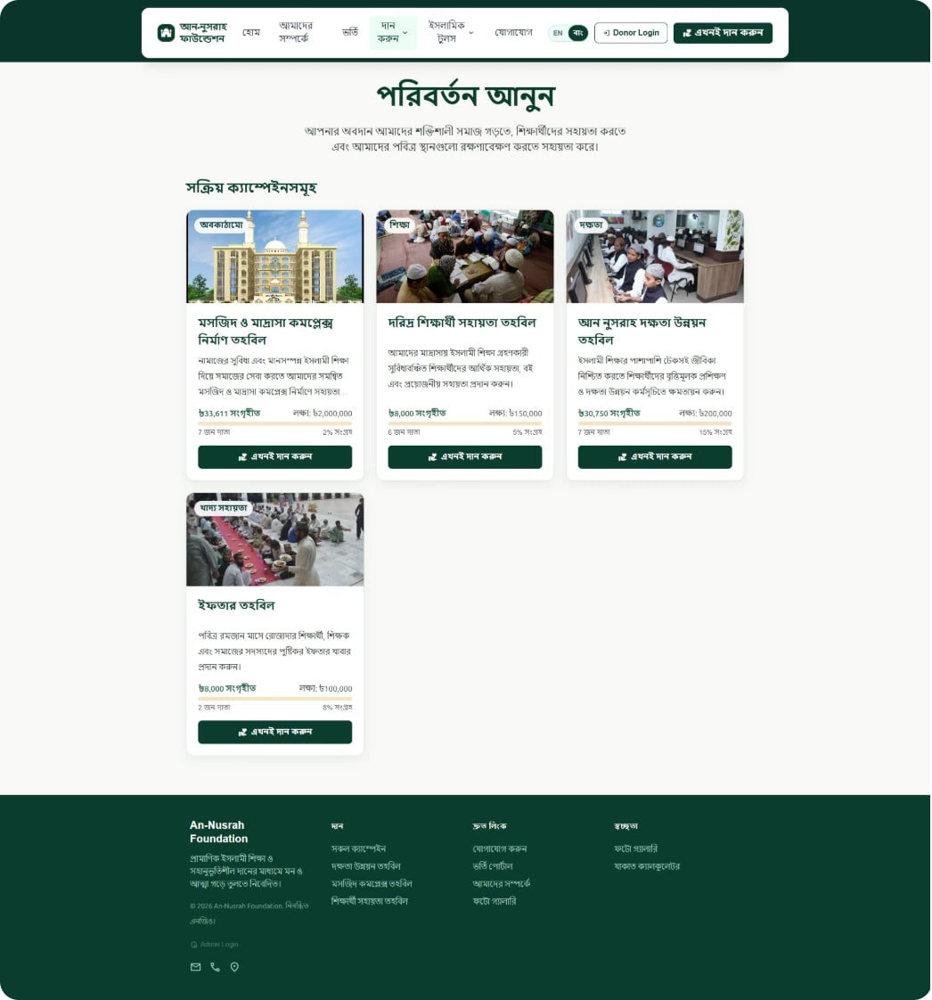 আন-নুসরাহ
ফাউন্ডেশন
হোম
আমাদের
সম্পর্কে
ভর্তি
দান
করুন
ইসলামিক
টুলস
যোগাযোগ
EN
বাং
Donor Login
এখনই দান করুন
পরিবর্তন আনুন
আপনার অবদান আমাদের শক্তিশালী সমাজ গড়তে, শিক্ষার্থীদের সহায়তা করতে
এবং আমাদের পবিত্র স্থানগুলো রক্ষণাবেক্ষণ করতে সহায়তা করে।
সক্রিয় ক্যাম্পেইনসমূহ
অবকাঠামো
মসজিদ ও মাদ্রাসা কমপ্লেক্স
নির্মাণ তহবিল
নামাজের সুবিধা এবং মানসম্পন্ন ইসলামী শিক্ষা
দিয়ে সমাজের সেবা করতে আমাদের সমন্বিত
মসজিদ ও মাদ্রাসা কমপ্লেক্স নির্মাণে সহায়তা...
৳33,611 সংগৃহীত
লক্ষ্য: ৳2,000,000
7 জন দাতা
2% সংগ্রহ
এখনই দান করুন
শিক্ষা
দরিদ্র শিক্ষার্থী সহায়তা তহবিল
আমাদের মাদ্রাসায় ইসলামী শিক্ষা গ্রহণকারী
সুবিধাবঞ্চিত শিক্ষার্থীদের আর্থিক সহায়তা, বই
এবং প্রয়োজনীয় সহায়তা প্রদান করুন।
৳8,000 সংগৃহীত
লক্ষ্য: ৳150,000
6 জন দাতা
5% সংগ্রহ
এখনই দান করুন
দক্ষতা
আন নুসরাহ দক্ষতা উন্নয়ন
তহবিল
ইসলামী শিক্ষার পাশাপাশি টেকসই জীবিকা
নিশ্চিত করতে শিক্ষার্থীদের বৃত্তিমূলক প্রশিক্ষণ
ও দক্ষতা উন্নয়ন কর্মসূচিতে ক্ষমতায়ন করুন।
৳30,750 সংগৃহীত
লক্ষ্য: ৳200,000
7 জন দাতা
15% সংগ্রহ
এখনই দান করুন
খাদ্য সহায়তা
ইফতার তহবিল
পবিত্র রমজান মাসে রোজাদার শিক্ষার্থী, শিক্ষক
এবং সমাজের সদস্যদের পুষ্টিকর ইফতার খাবার
প্রদান করুন।
৳8,000 সংগৃহীত
লক্ষ্য: ৳100,000
2 জন দাতা
8% সংগ্রহ
এখনই দান করুন
An-Nusrah
Foundation
প্রামাণিক ইসলামী শিক্ষা ও
সহানুভূতিশীল দানের মাধ্যমে মন ও
আত্মা গড়ে তুলতে নিবেদিত।
© 2026 An-Nusrah Foundation. নিবন্ধিত
এনজিও।
Admin Login
দান
সকল ক্যাম্পেইন
দক্ষতা উন্নয়ন তহবিল
মসজিদ কমপ্লেক্স তহবিল
শিক্ষার্থী সহায়তা তহবিল
দ্রুত লিংক
যোগাযোগ করুন
ভর্তি পোর্টাল
আমাদের সম্পর্কে
ফটো গ্যালারি
স্বচ্ছতা
ফটো গ্যালারি
যাকাত ক্যালকুলেটর